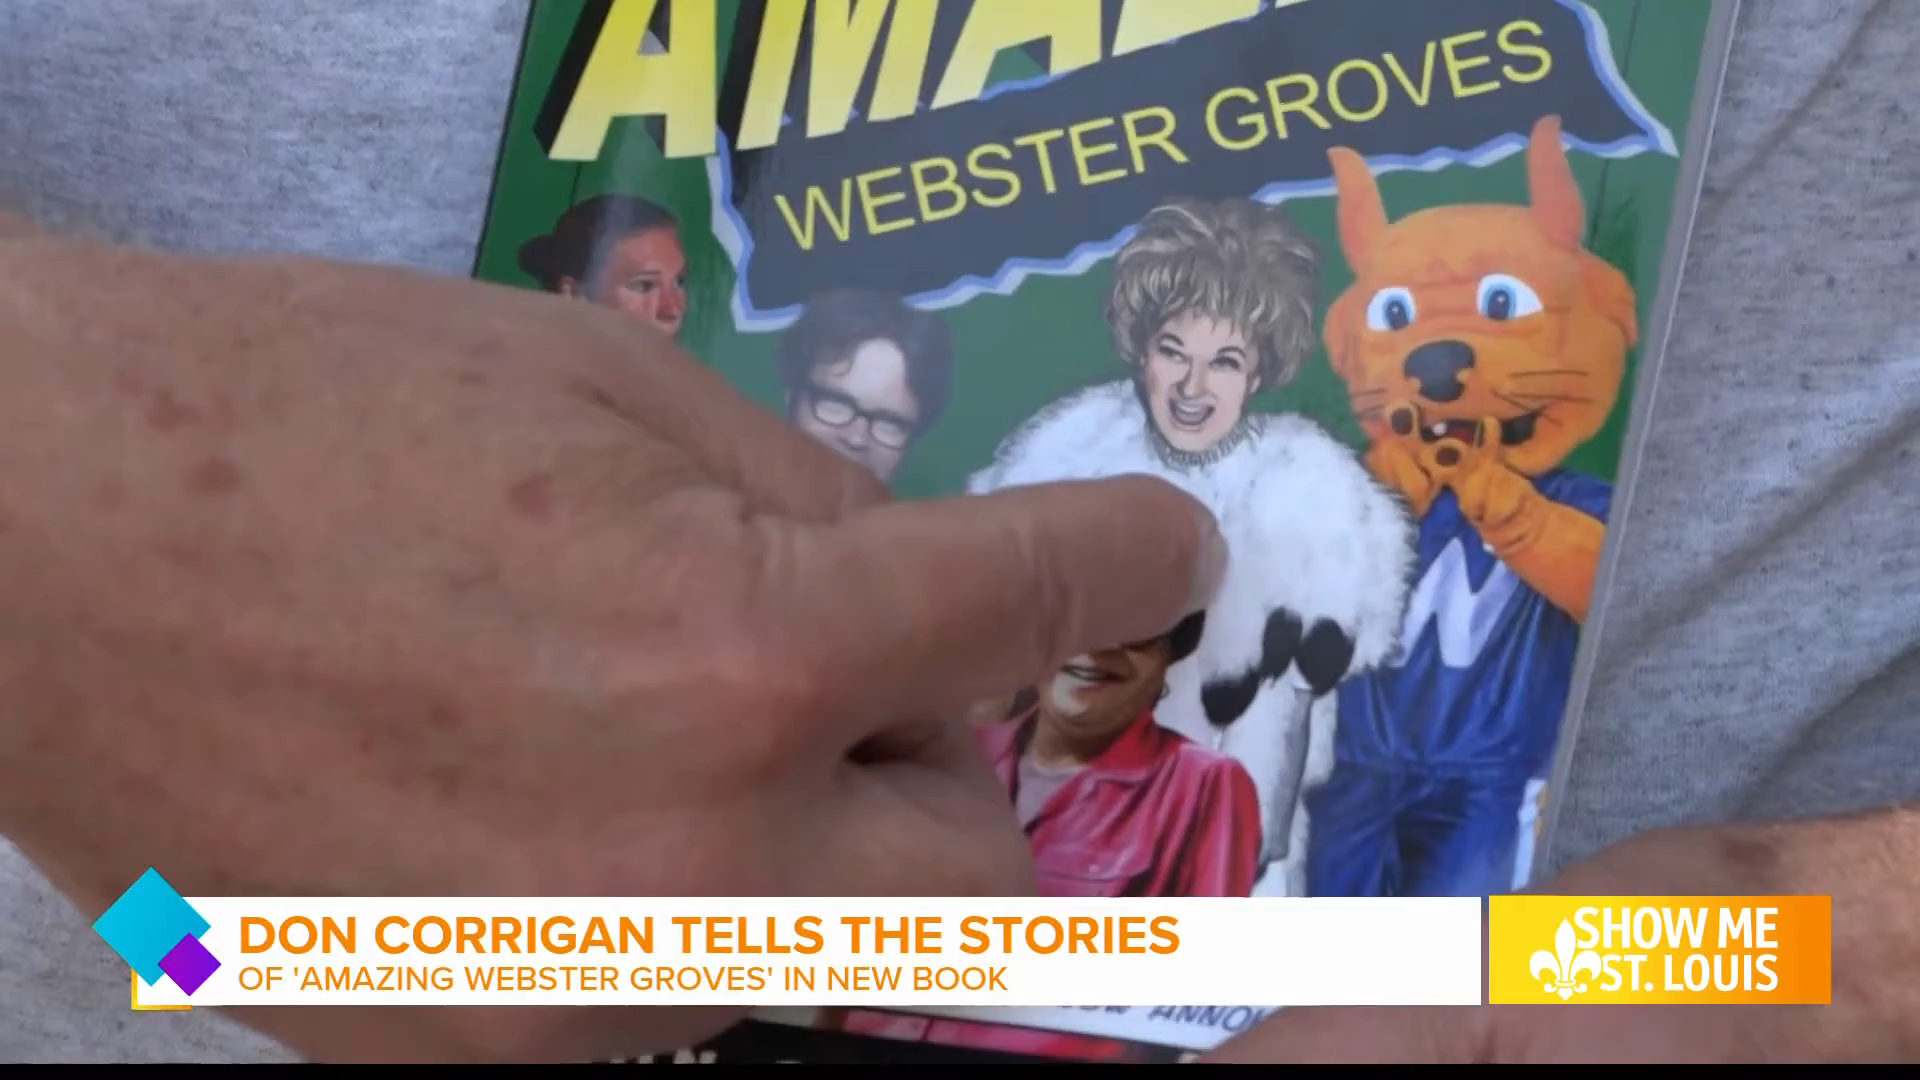 WEBSTER GROVES
W
DON CORRIGAN TELLS THE STORIES
OF 'AMAZING WEBSTER GROVES' IN NEW BOOK
SHOW ME
ST. LOUIS